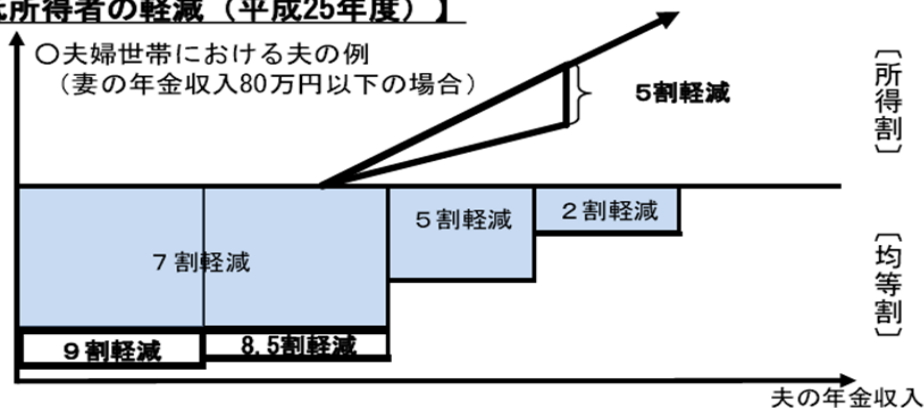 所得者の軽減（平成25年度）】
〇夫婦世帯における夫の例
（妻の年金収入80万円以下の場合）
５割軽減
〔所得割〕
７割軽減
５割軽減
２割軽減
〔均等割〕
９割軽減
8.5割軽減
夫の年金収入